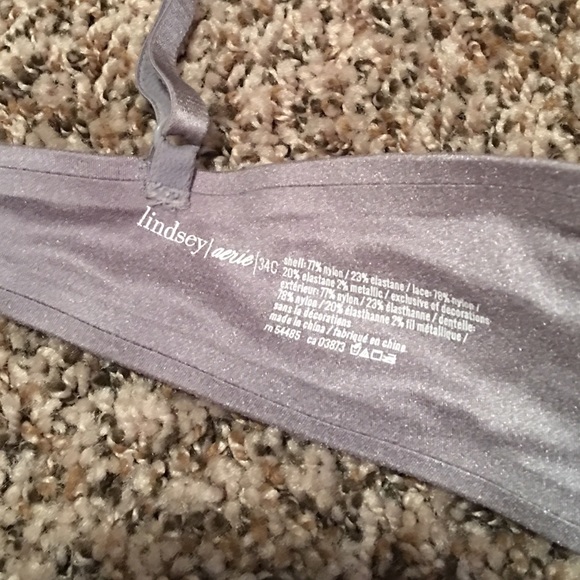 lindsey|aerie|34C
shell: 77% nylon / 23% elastane / lace: 78% nylon /
20% elastane 2% metallic / exclusive of decorations
extérieur: 77% nylon / 23% élasthanne / dentelle:
78% nylon / 20% élasthanne 2% fil métallique /
sans la décorations
made in china / fabriqué en china
rn 54485 ca 03873